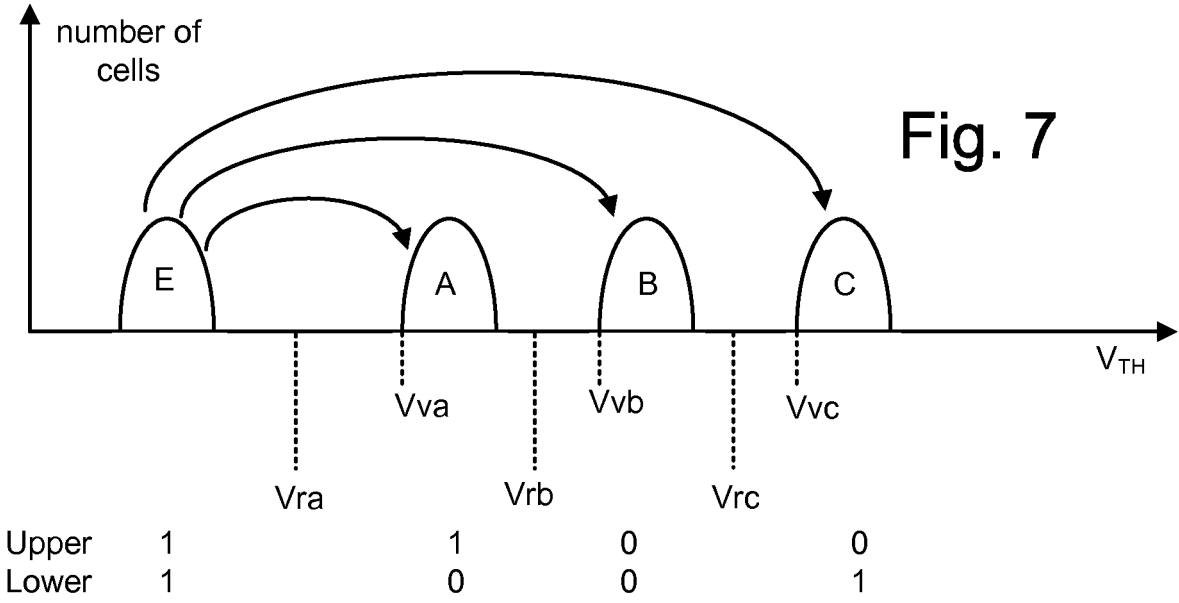 number of
cells
Fig. 7
E
A
B
C
VTH
Vva
Vvb
Vvc
Vra
Vrb
Vrc
Upper 1 1 0 0
Lower 1 0 0 1